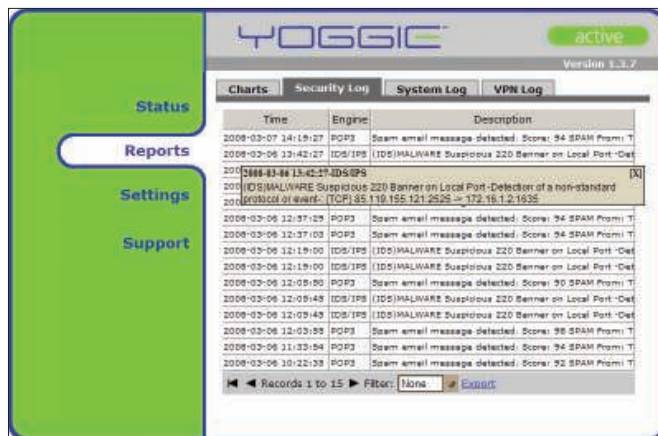 YOGGIE
active
Version 1.3.7
Status
Reports
Settings
Support
Charts Security Log System Log VPN Log
Time Engine Description
2008-03-07 14:19:27 POP3 Spam email message detected: Score: 94 SPAM From: T
2008-03-06 13:42:27 IDS/IPS (IDS)MALWARE Suspicious 220 Banner on Local Port -Det
2008-03-06 13:42:27-IDS/IPS [X]
(IDS)MALWARE Suspicious 220 Banner on Local Port -Detection of a non-standard
protocol or event-: [TCP] 85.119.155.121:2525 -> 172.16.1.2:1635
2008-03-06 12:37:29 POP3 Spam email message detected: Score: 94 SPAM From: T
2008-03-06 12:37:03 POP3 Spam email message detected: Score: 94 SPAM From: T
2008-03-06 12:19:00 IDS/IPS (IDS)MALWARE Suspicious 220 Banner on Local Port -Det
2008-03-06 12:19:00 IDS/IPS (IDS)MALWARE Suspicious 220 Banner on Local Port -Det
2008-03-06 12:05:50 POP3 Spam email message detected: Score: 90 SPAM From: T
2008-03-06 12:05:43 IDS/IPS (IDS)MALWARE Suspicious 220 Banner on Local Port -Det
2008-03-06 12:05:43 IDS/IPS (IDS)MALWARE Suspicious 220 Banner on Local Port -Det
2008-03-06 12:03:58 POP3 Spam email message detected: Score: 98 SPAM From: T
2008-03-06 11:33:54 POP3 Spam email message detected: Score: 94 SPAM From: T
2008-03-06 10:22:38 POP3 Spam email message detected: Score: 92 SPAM From: T
Records 1 to 15 Filter: None Export